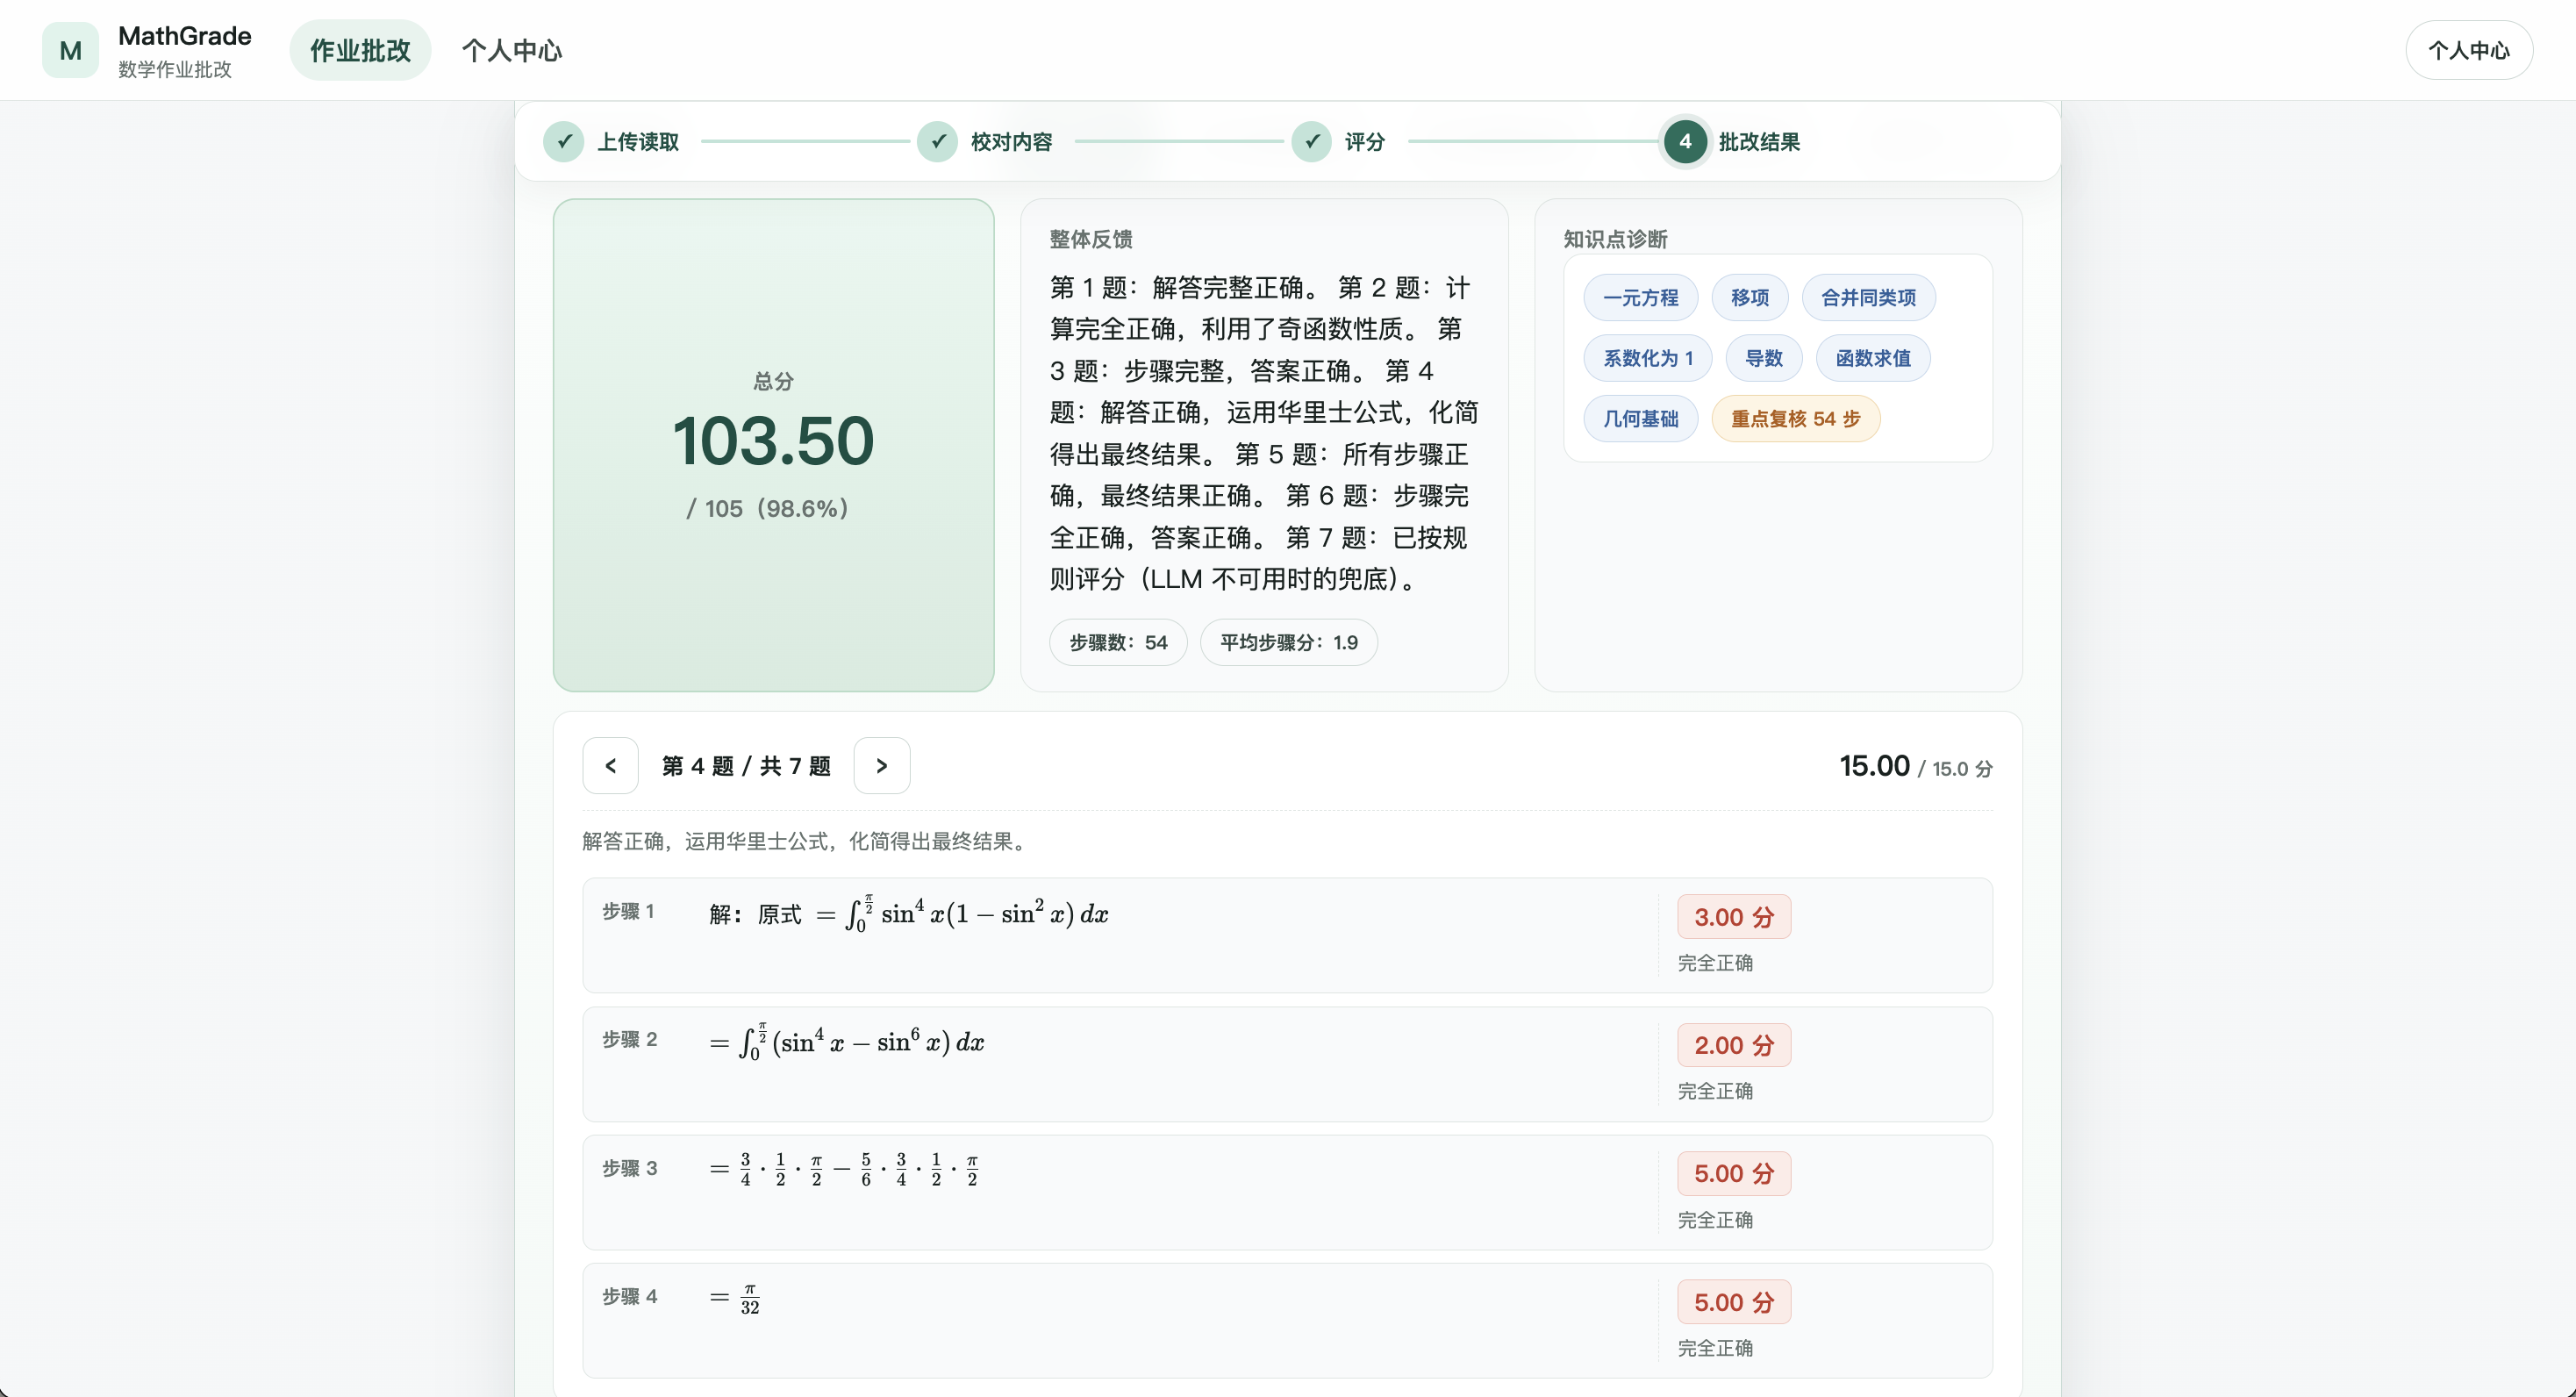 M
MathGrade
数学作业批改
作业批改
个人中心
个人中心
✓ 上传读取
✓ 校对内容
✓ 评分
4 批改结果
总分
103.50
/ 105（98.6%）
整体反馈
第 1 题：解答完整正确。 第 2 题：计
算完全正确，利用了奇函数性质。 第
3 题：步骤完整，答案正确。 第 4
题：解答正确，运用华里士公式，化简
得出最终结果。 第 5 题：所有步骤正
确，最终结果正确。 第 6 题：步骤完
全正确，答案正确。 第 7 题：已按规
则评分（LLM 不可用时的兜底）。
步骤数：54
平均步骤分：1.9
知识点诊断
一元方程 移项 合并同类项
系数化为 1 导数 函数求值
几何基础 重点复核 54 步
< 第 4 题 / 共 7 题 >
15.00 / 15.0 分
解答正确，运用华里士公式，化简得出最终结果。
步骤 1 解：原式 $= \int_0^{\frac{\pi}{2}} \sin^4 x(1 - \sin^2 x)\,dx$
3.00 分
完全正确
步骤 2 $= \int_0^{\frac{\pi}{2}} (\sin^4 x - \sin^6 x)\,dx$
2.00 分
完全正确
步骤 3 $= \frac{3}{4} \cdot \frac{1}{2} \cdot \frac{\pi}{2} - \frac{5}{6} \cdot \frac{3}{4} \cdot \frac{1}{2} \cdot \frac{\pi}{2}$
5.00 分
完全正确
步骤 4 $= \frac{\pi}{32}$
5.00 分
完全正确